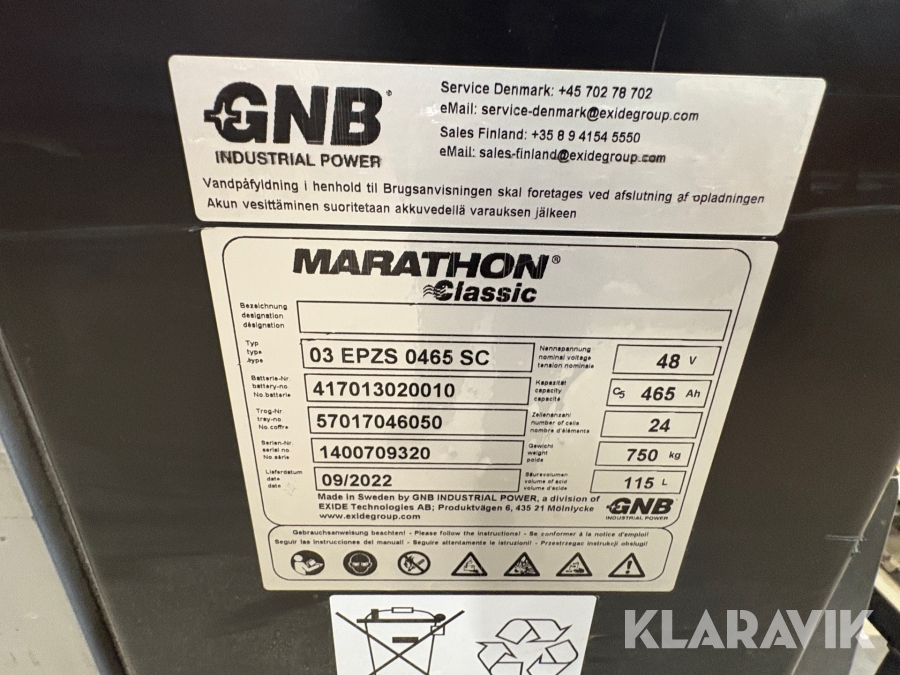 GNB®
INDUSTRIAL POWER
Service Denmark: +45 702 78 702
eMail: service-denmark@exidegroup.com
Sales Finland: +35 8 9 4154 5550
eMail: sales-finland@exidegroup.com
Vandpåfyldning i henhold til Brugsanvisningen skal foretages ved afslutning af opladningen
Akun vesittäminen suoritetaan akkuvedellä varauksen jälkeen
MARATHON®
Classic
Bezeichnung
designation
désignation
Typ
type
type
03 EPZS 0465 SC
Nennspannung
nominal voltage
tension nominale
48 V
Batterie-Nr.
battery-no
No.batterie
417013020010
Kapazität
capacity
capacite
C5 465 Ah
Trog-Nr
tray-no
No.coffre
57017046050
Zellenanzahl
number of cells
nombre d'éléments
24
Serien-Nr.
serial no
No.série
1400709320
Gewicht
weight
poids
750 kg
Lieferdatum
date
date
09/2022
Säurevolumen
volume of acid
volume d'acide
115 L
Made in Sweden by GNB INDUSTRIAL POWER, a division of
EXIDE Technologies AB; Produktvägen 6, 435 21 Mölnlycke
www.exidegroup.com
GNB®
INDUSTRIAL POWER
Gebrauchsanweisung beachten! - Please follow the instructions! - Se conformer à la notice d'emploi!
Seguir las instrucciones del manual! - Seguire attentamente le istruzioni! - Przestrzegac instrukcji obslugi!
KLARAVIK